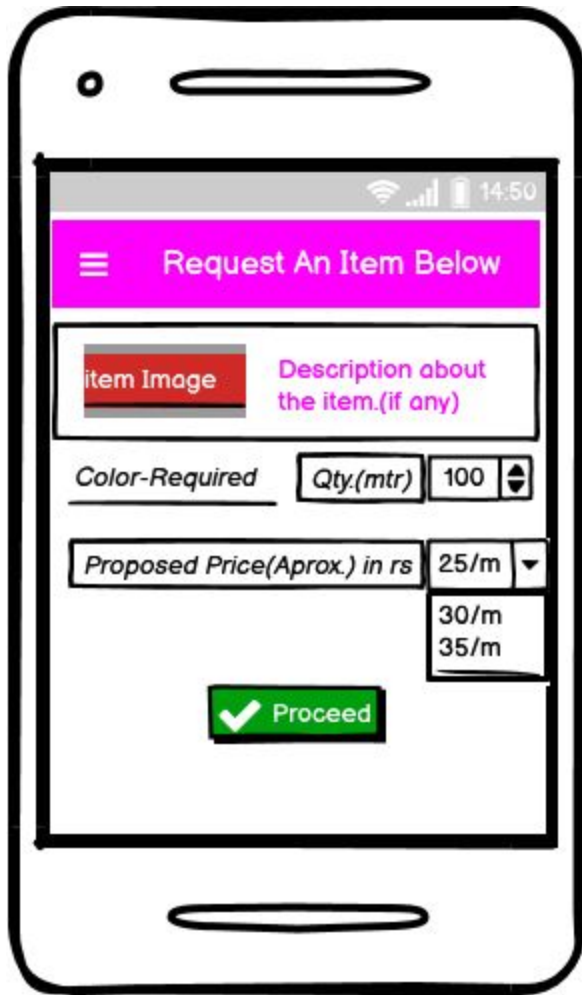 14:50
Request An Item Below
item Image
Description about
the item.(if any)
Color-Required Qty.(mtr) 100
Proposed Price(Aprox.) in rs 25/m
30/m
35/m
Proceed